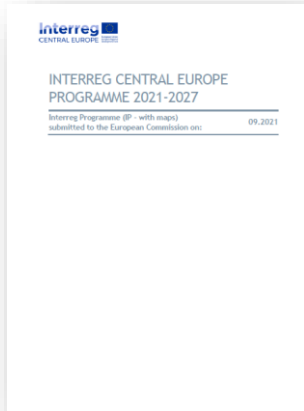 Interreg
CENTRAL EUROPE
INTERREG CENTRAL EUROPE
PROGRAMME 2021-2027
Interreg Programme (IP - with maps)
submitted to the European Commission on:
09.2021